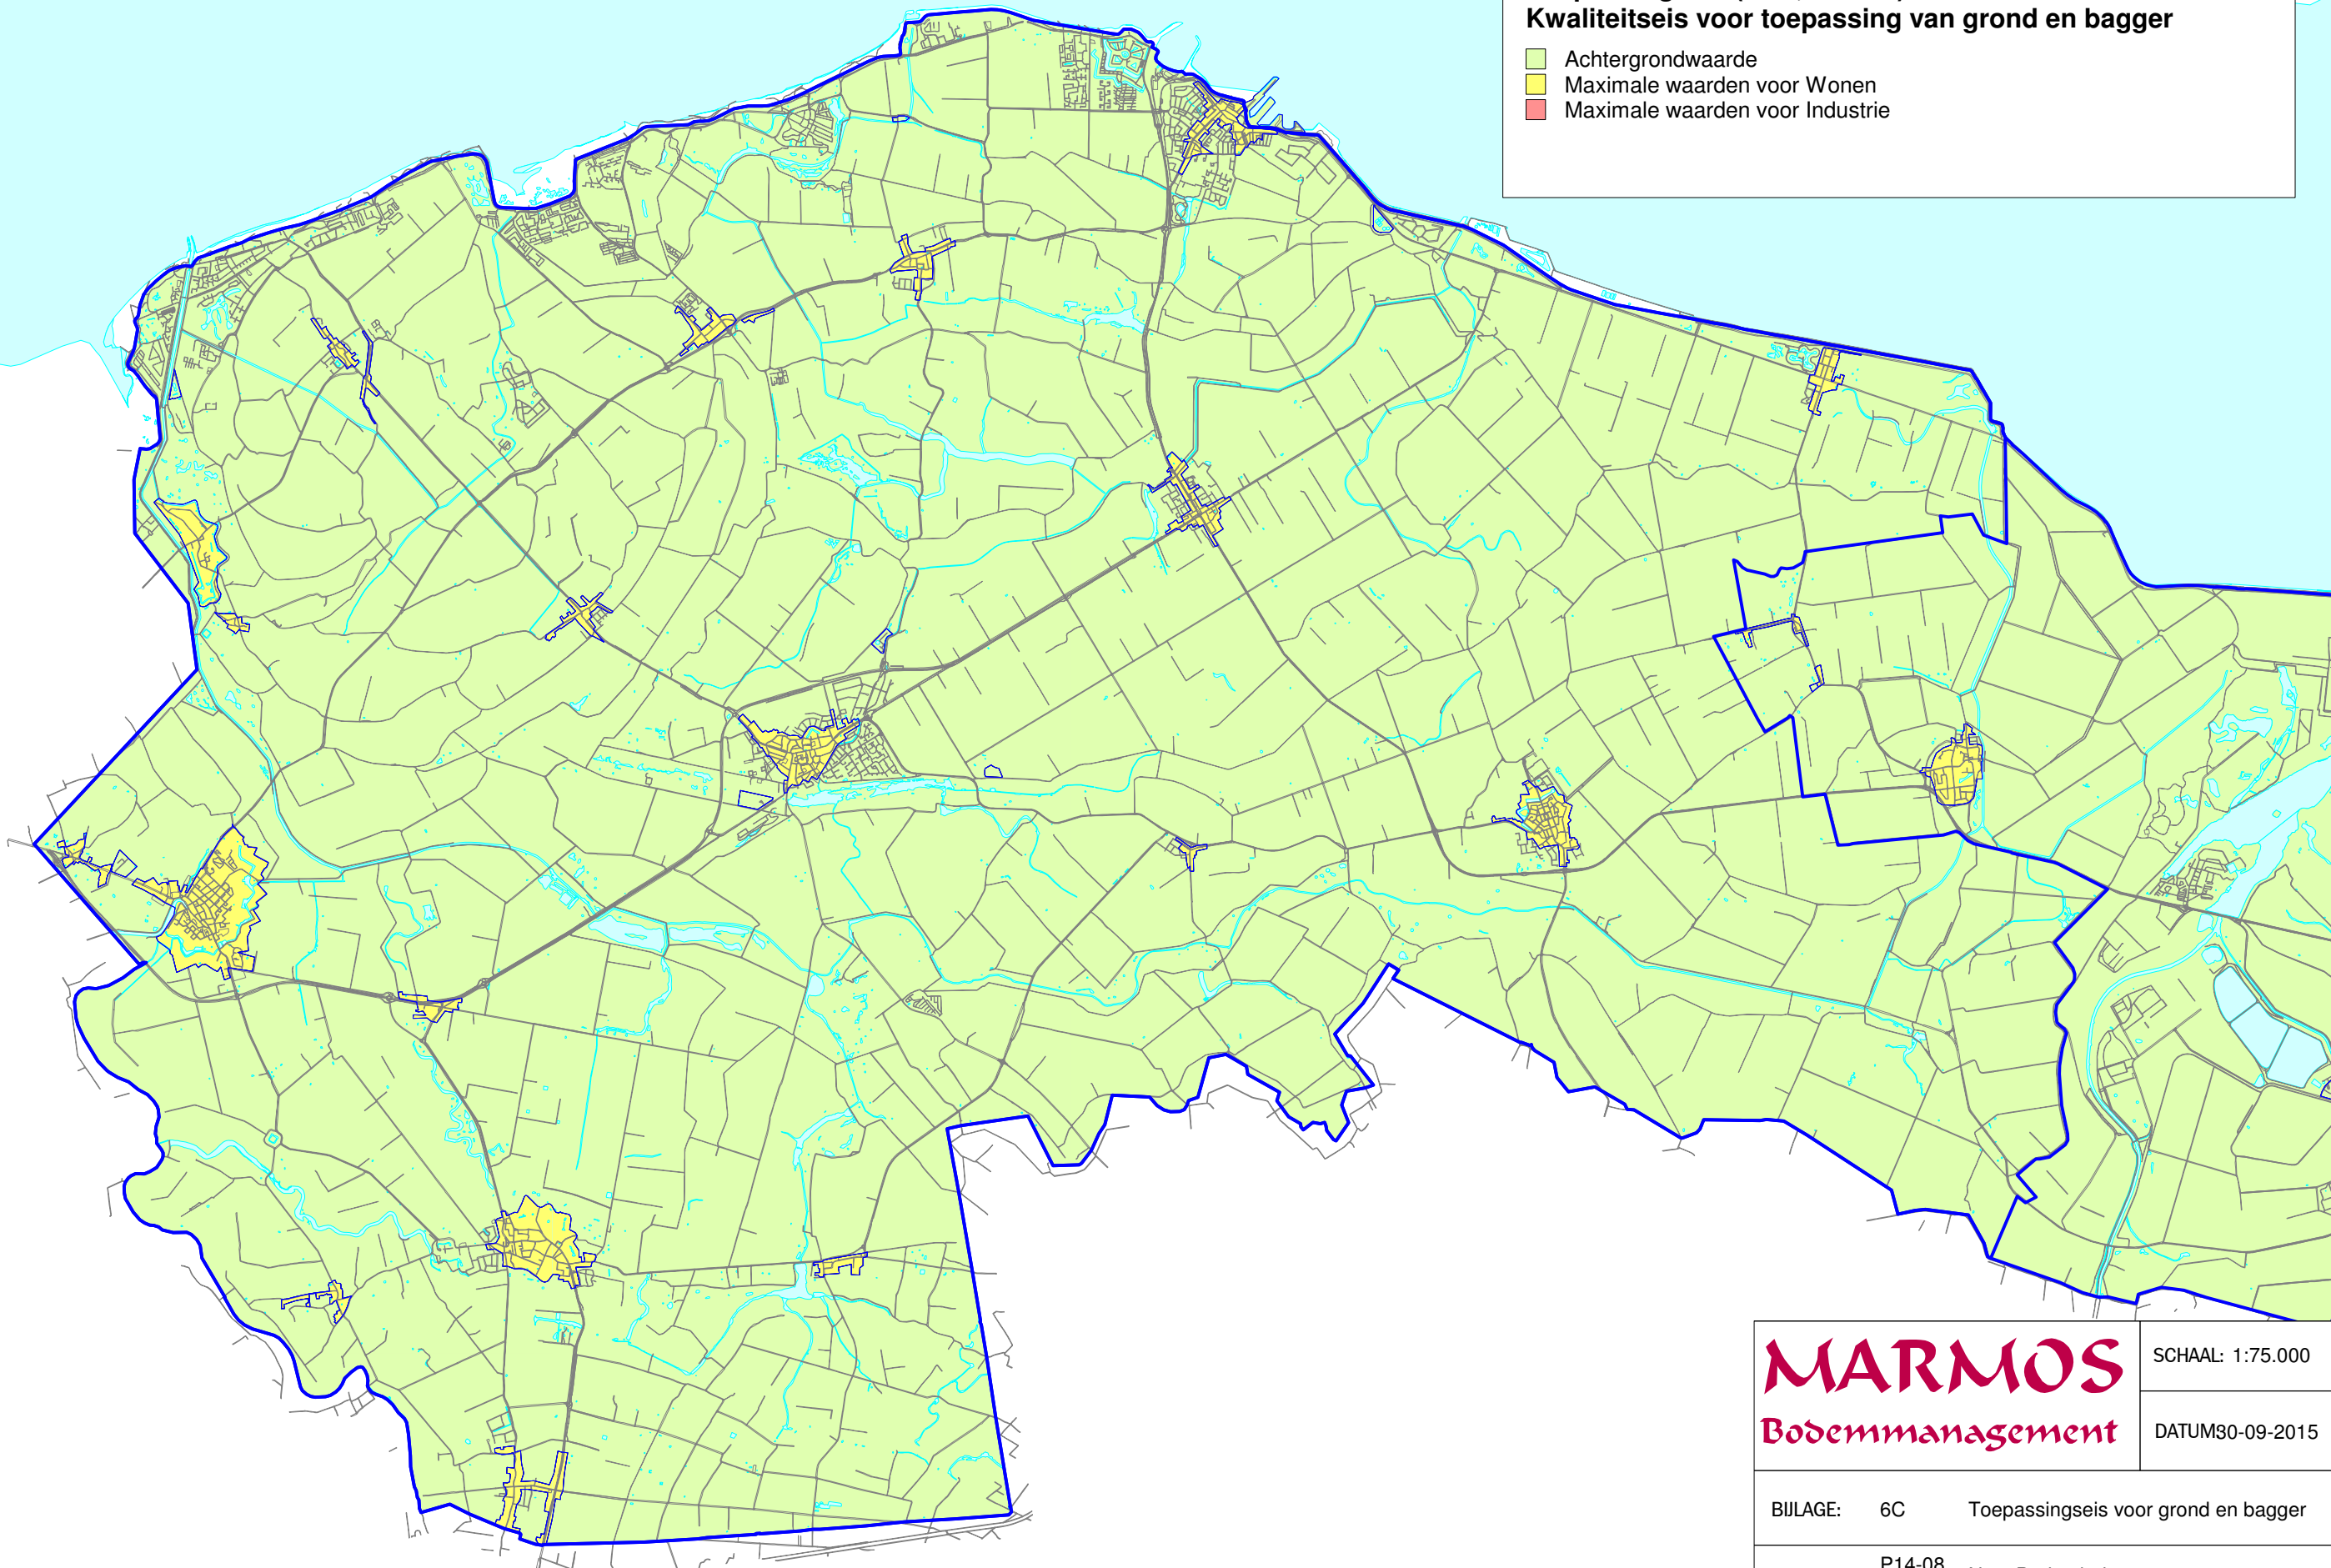 Kwaliteitseis voor toepassing van grond en bagger
Achtergrondwaarde
Maximale waarden voor Wonen
Maximale waarden voor Industrie
MARMOS
Bodemmanagement
SCHAAL: 1:75.000
DATUM30-09-2015
BIJLAGE: 6C Toepassingseis voor grond en bagger
P14-08